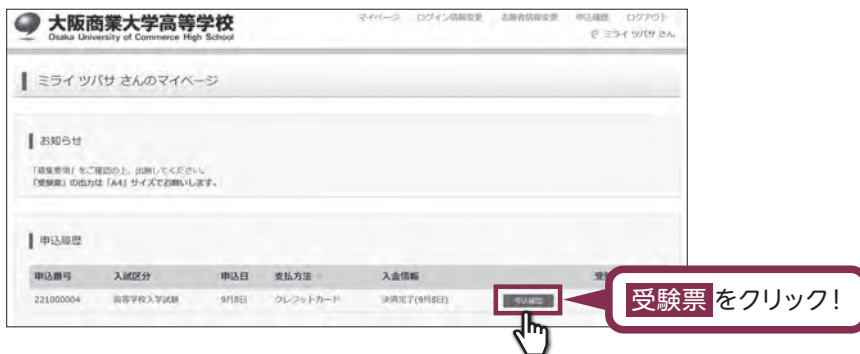 大阪商業大学高等学校
Osaka University of Commerce High School
マイページ ログイン情報変更 志願者情報変更 申込履歴 ログアウト
ミライ ツバサ さん
ミライ ツバサ さんのマイページ
お知らせ
「募集要項」をご確認の上、出願してください。
「受験票」の出力は「A4」サイズでお願いします。
申込履歴
申込番号 入試区分 申込日 支払方法 入金情報 受
221000004 高等学校入学試験 9月8日 クレジットカード 決済完了(9月8日) 申込確認
受験票 をクリック!